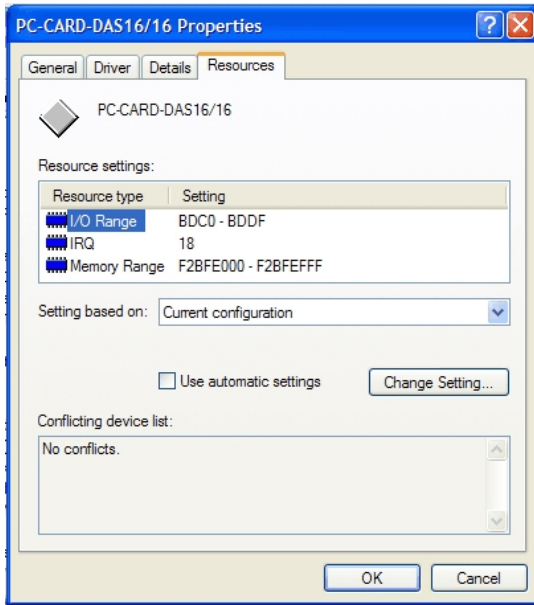 PC-CARD-DAS16/16 Properties
General Driver Details Resources
PC-CARD-DAS16/16
Resource settings:
Resource type Setting
I/O Range BDC0 - BDDF
IRQ 18
Memory Range F2BFE000 - F2BFEFFF
Setting based on: Current configuration
Use automatic settings Change Setting...
Conflicting device list:
No conflicts.
OK Cancel